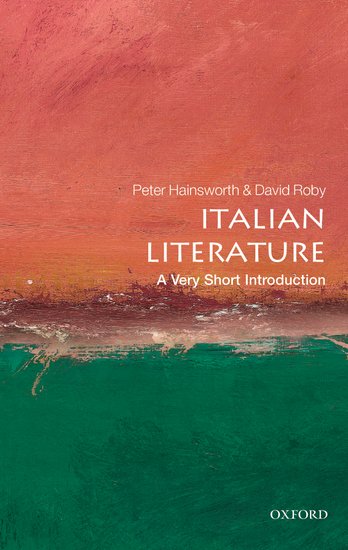 Peter Hainsworth & David Roby
ITALIAN
LITERATURE
A Very Short Introduction
OXFORD